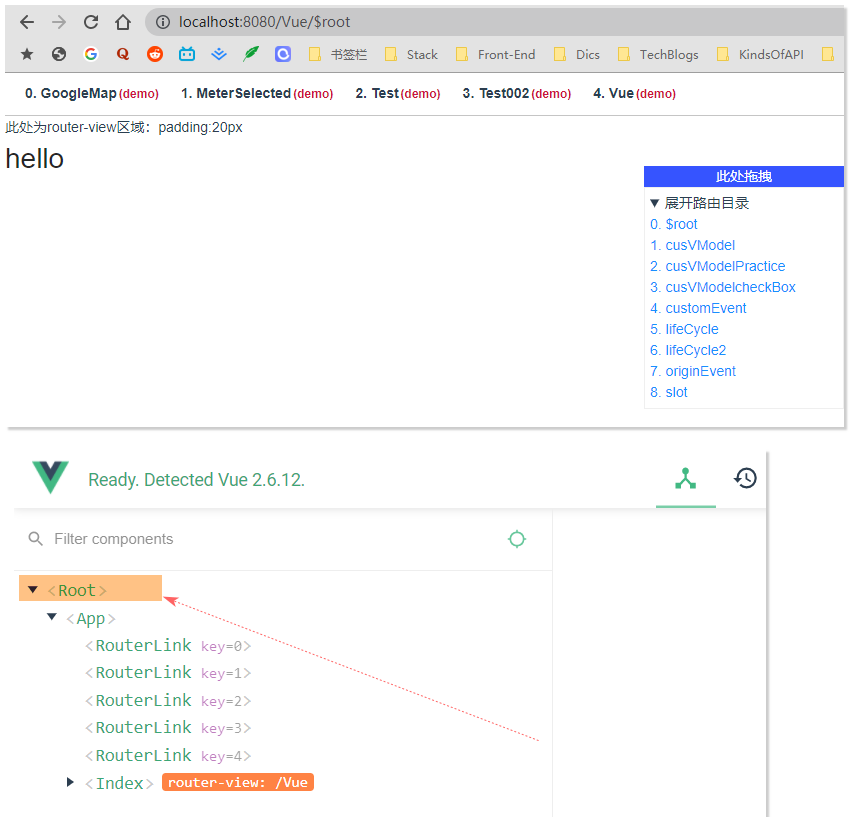 localhost:8080/Vue/$root
书签栏 Stack Front-End Dics TechBlogs KindsOfAPI
0. GoogleMap(demo) 1. MeterSelected(demo) 2. Test(demo) 3. Test002(demo) 4. Vue(demo)
此处为router-view区域：padding:20px
hello
此处拖拽
▼ 展开路由目录
0. $root
1. cusVModel
2. cusVModelPractice
3. cusVModelcheckBox
4. customEvent
5. lifeCycle
6. lifeCycle2
7. originEvent
8. slot
Ready. Detected Vue 2.6.12.
Filter components
<Root>
<App>
<RouterLink key=0>
<RouterLink key=1>
<RouterLink key=2>
<RouterLink key=3>
<RouterLink key=4>
<Index> router-view: /Vue